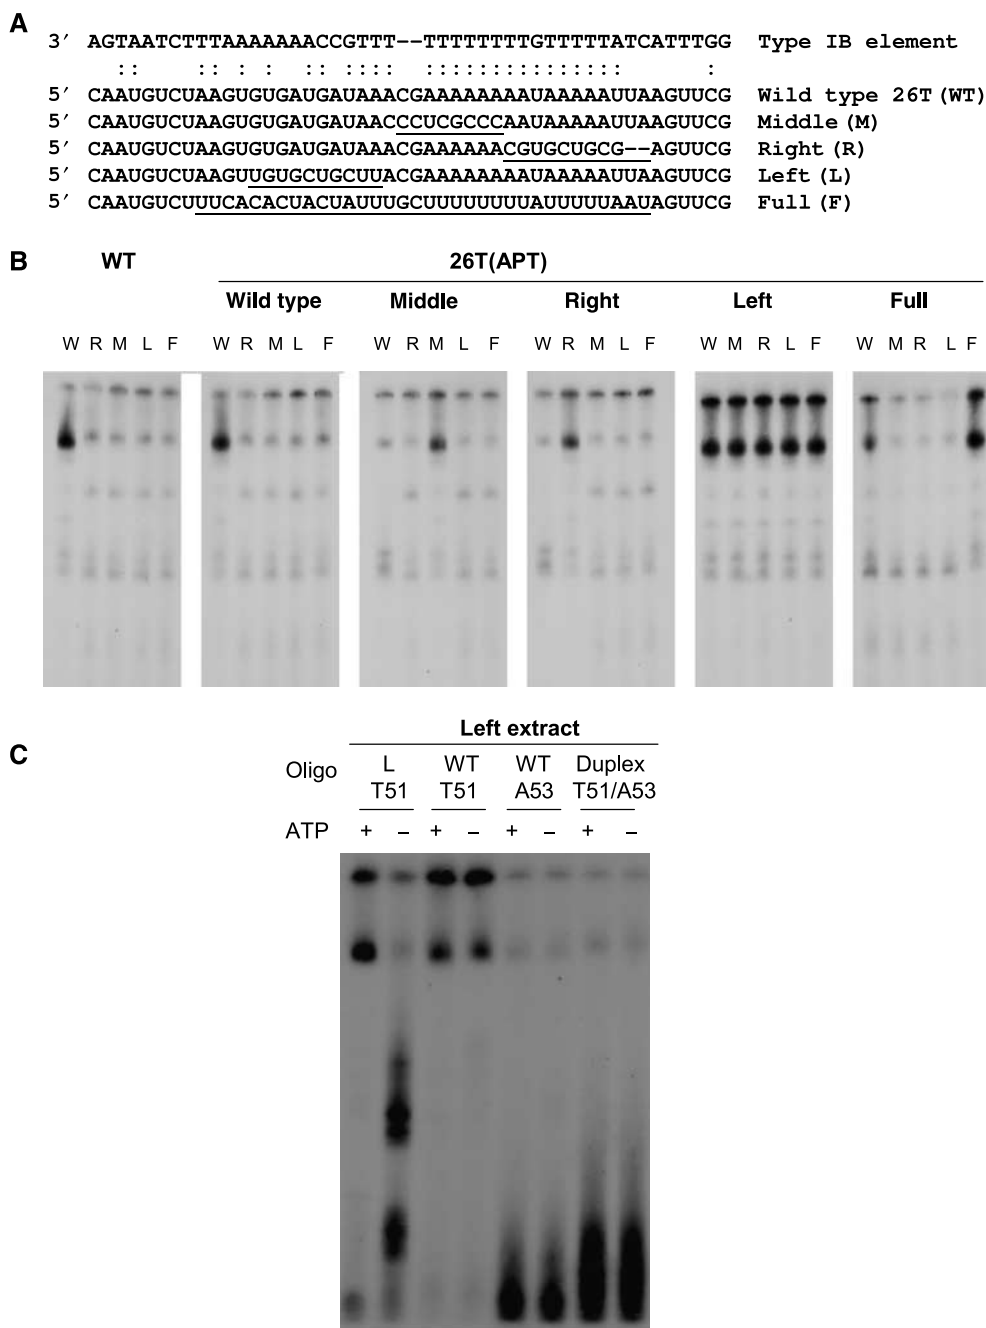 A
3′ AGTAATCTTTAAAAAAACCGTTT--TTTTTTTTGTTTTTATCATTTGG Type IB element
:: :: : : :: :::: ::::::::::::::: :
5′ CAAUGUCUAAGUGUGAUGAUAAACGAAAAAAAAUAAAAAUUAAGUUCG Wild type 26T (WT)
5′ CAAUGUCUAAGUGUGAUGAUAACCCUCGCCCAAUAAAAAUUAAGUUCG Middle (M)
5′ CAAUGUCUAAGUGUGAUGAUAAACGAAAAAACGUGCUGCG--AGUUCG Right (R)
5′ CAAUGUCUAAGUUGUGCUGCUUACGAAAAAAAAUAAAAAUUAAGUUCG Left (L)
5′ CAAUGUCUUUCACACUACUAUUUGCUUUUUUUUAUUUUUAAUAGUUCG Full (F)
B
WT 26T(APT)
Wild type Middle Right Left Full
W R M L F W R M L F W R M L F W R M L F W M R L F W M R L F
C
Left extract
Oligo L WT WT Duplex
T51 T51 A53 T51/A53
ATP + – + – + – + –